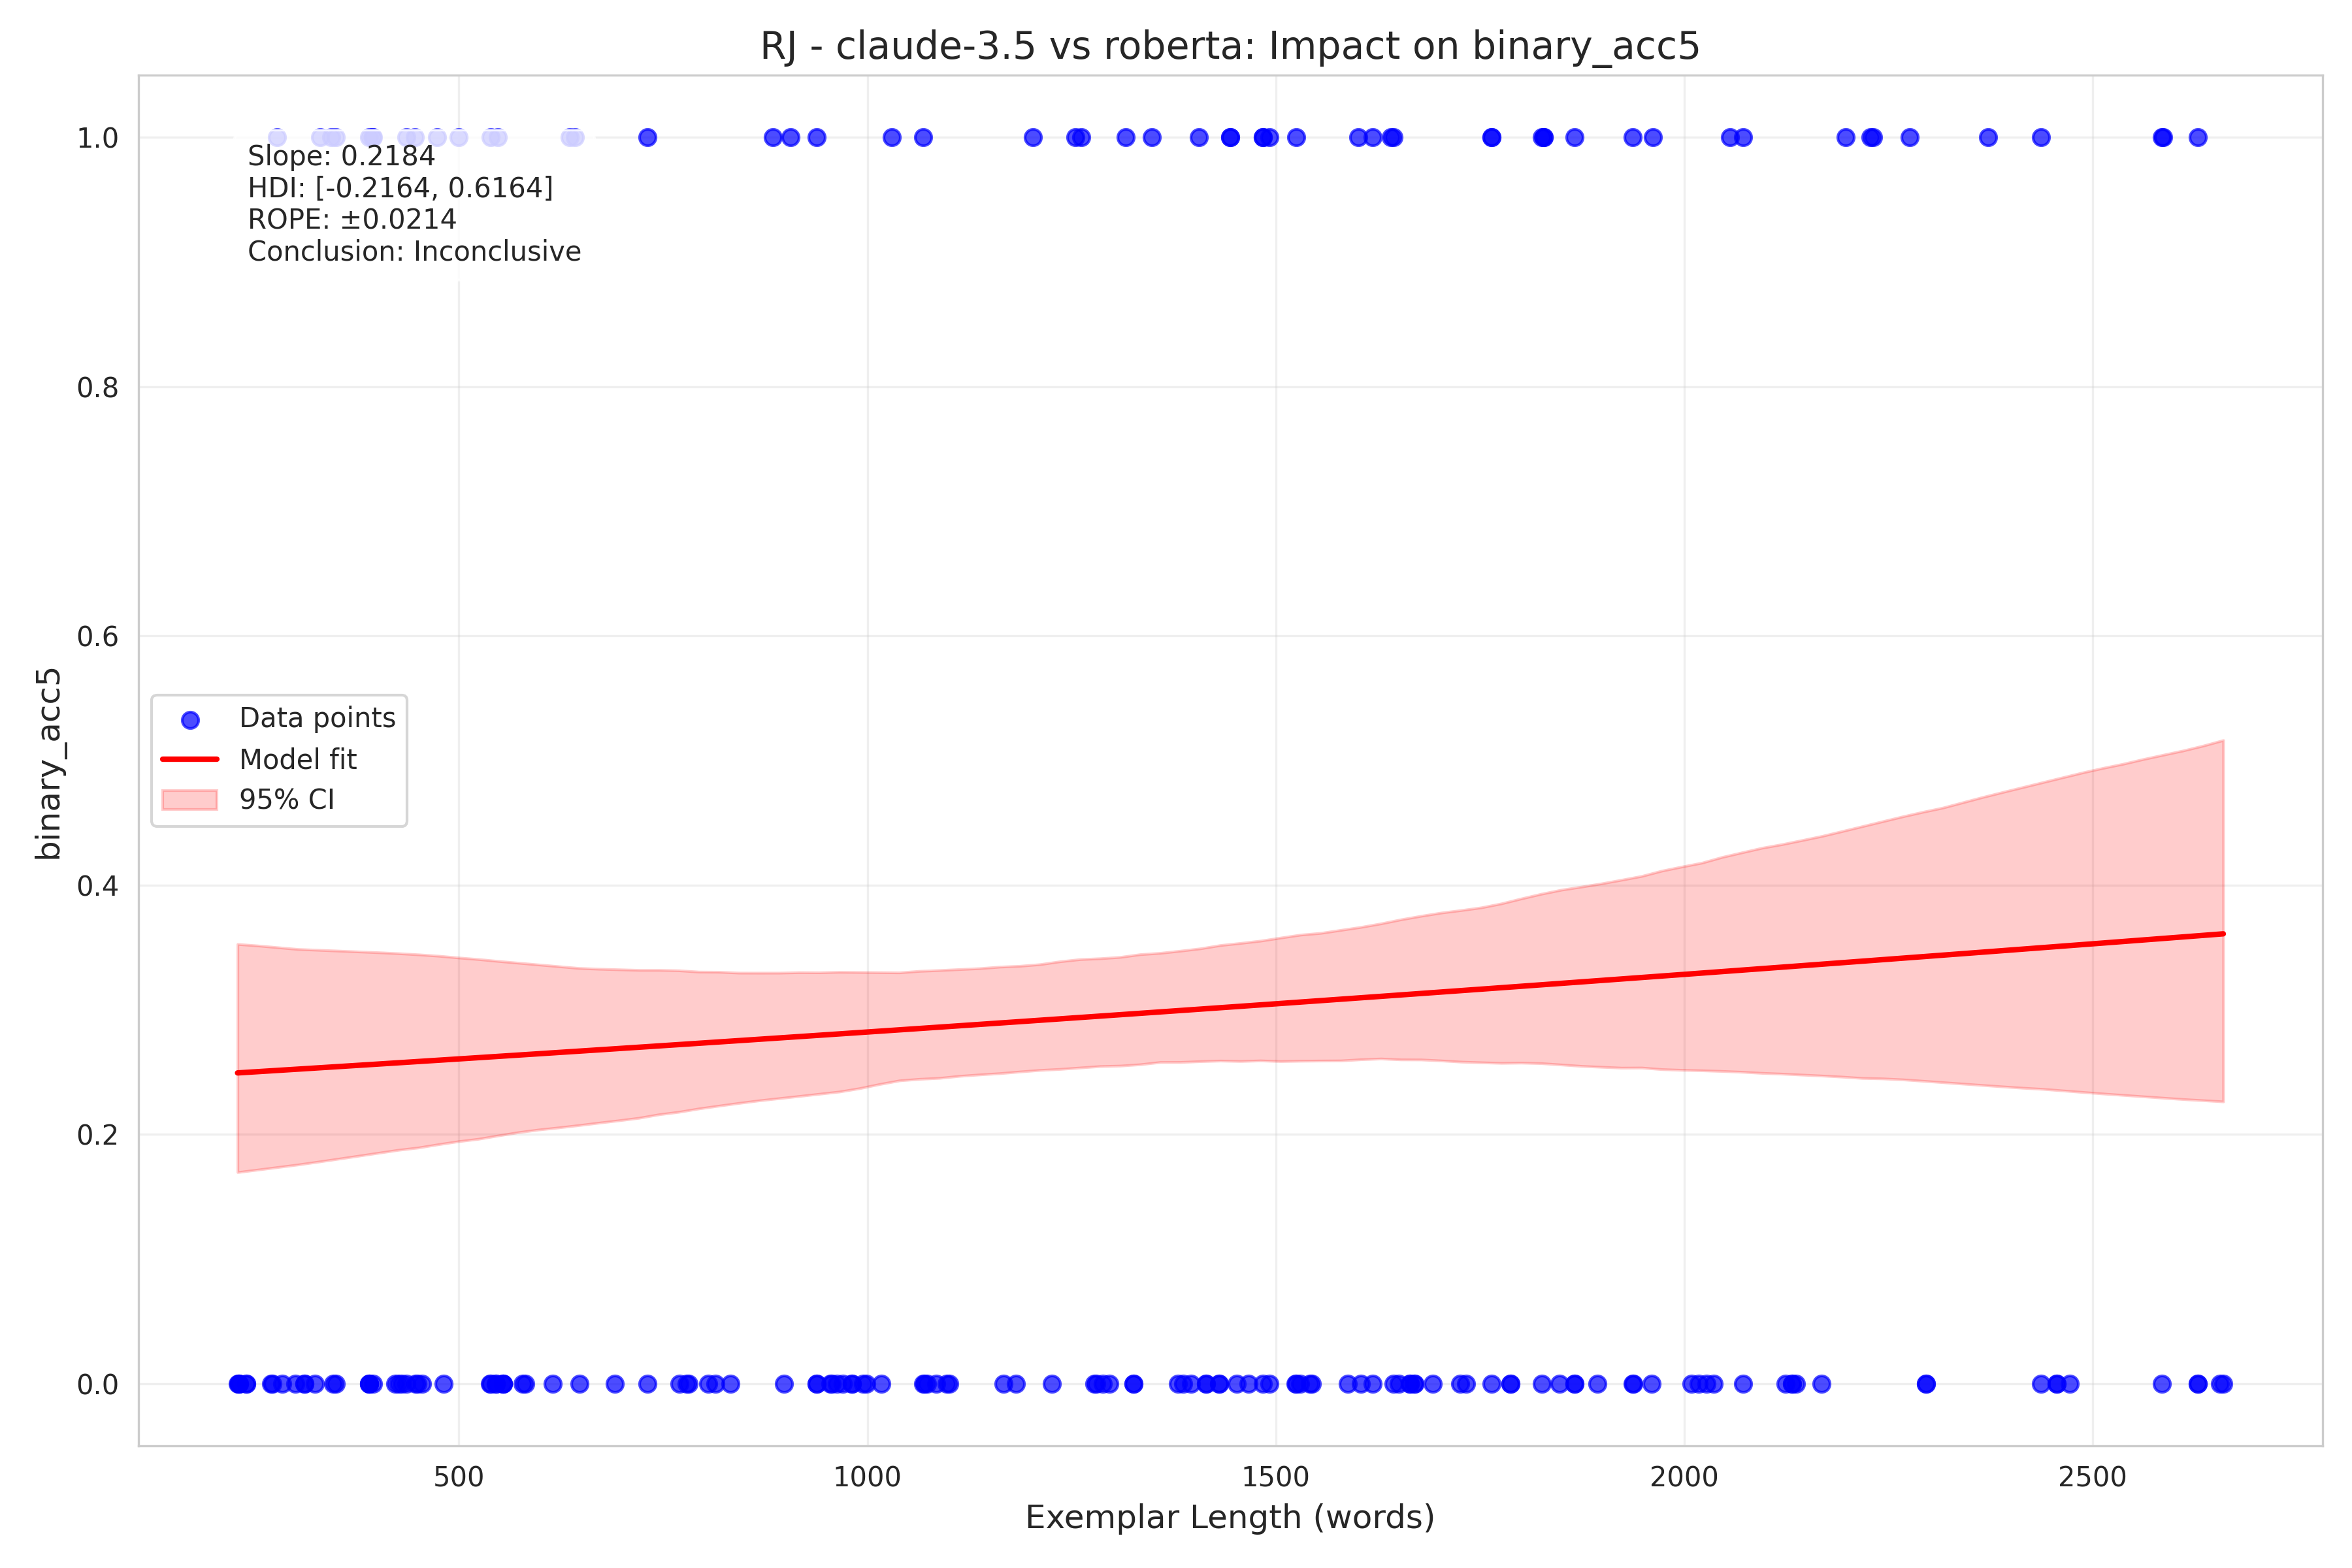 RJ - claude-3.5 vs roberta: Impact on binary_acc5
1.0
Slope: 0.2184
HDI: [-0.2164, 0.6164]
ROPE: ±0.0214
Conclusion: Inconclusive
0.8
0.6
binary_acc5
Data points
Model fit
95% CI
0.4
0.2
0.0
500 1000 1500 2000 2500
Exemplar Length (words)